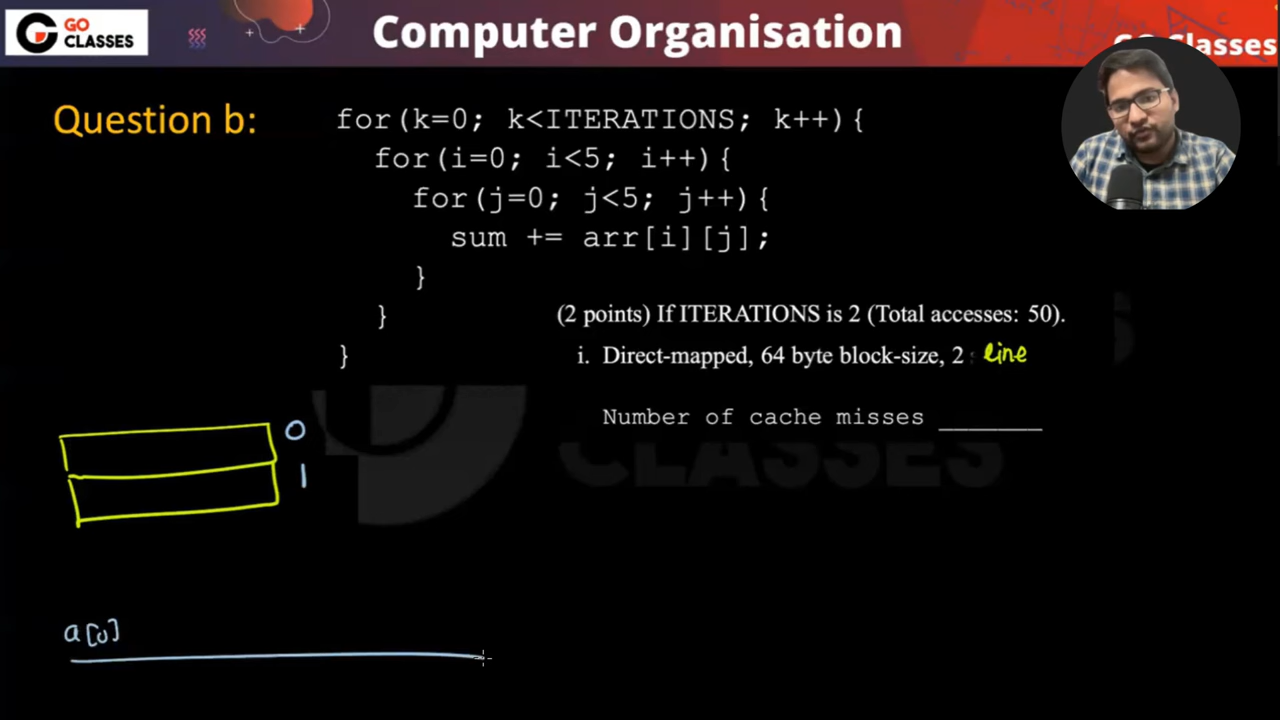 GO
CLASSES
Computer Organisation
GO Classes
Question b:
for(k=0; k<ITERATIONS; k++){
for(i=0; i<5; i++){
for(j=0; j<5; j++){
sum += arr[i][j];
}
}
}
(2 points) If ITERATIONS is 2 (Total accesses: 50).
i. Direct-mapped, 64 byte block-size, 2 line
Number of cache misses _______
0
1
a[0]
CLASSES